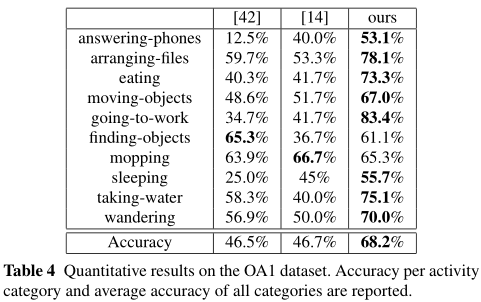 [42] [14] ours
answering-phones 12.5% 40.0% 53.1%
arranging-files 59.7% 53.3% 78.1%
eating 40.3% 41.7% 73.3%
moving-objects 48.6% 51.7% 67.0%
going-to-work 34.7% 41.7% 83.4%
finding-objects 65.3% 36.7% 61.1%
mopping 63.9% 66.7% 65.3%
sleeping 25.0% 45% 55.7%
taking-water 58.3% 40.0% 75.1%
wandering 56.9% 50.0% 70.0%
Accuracy 46.5% 46.7% 68.2%
Table 4 Quantitative results on the OA1 dataset. Accuracy per activity
category and average accuracy of all categories are reported.